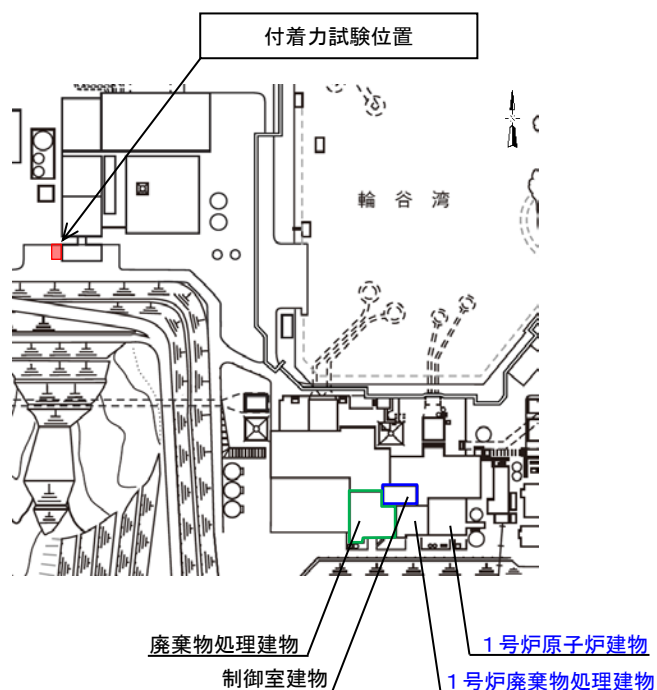 付着力試験位置
輪谷湾
廃棄物処理建物
１号炉原子炉建物
制御室建物
１号炉廃棄物処理建物